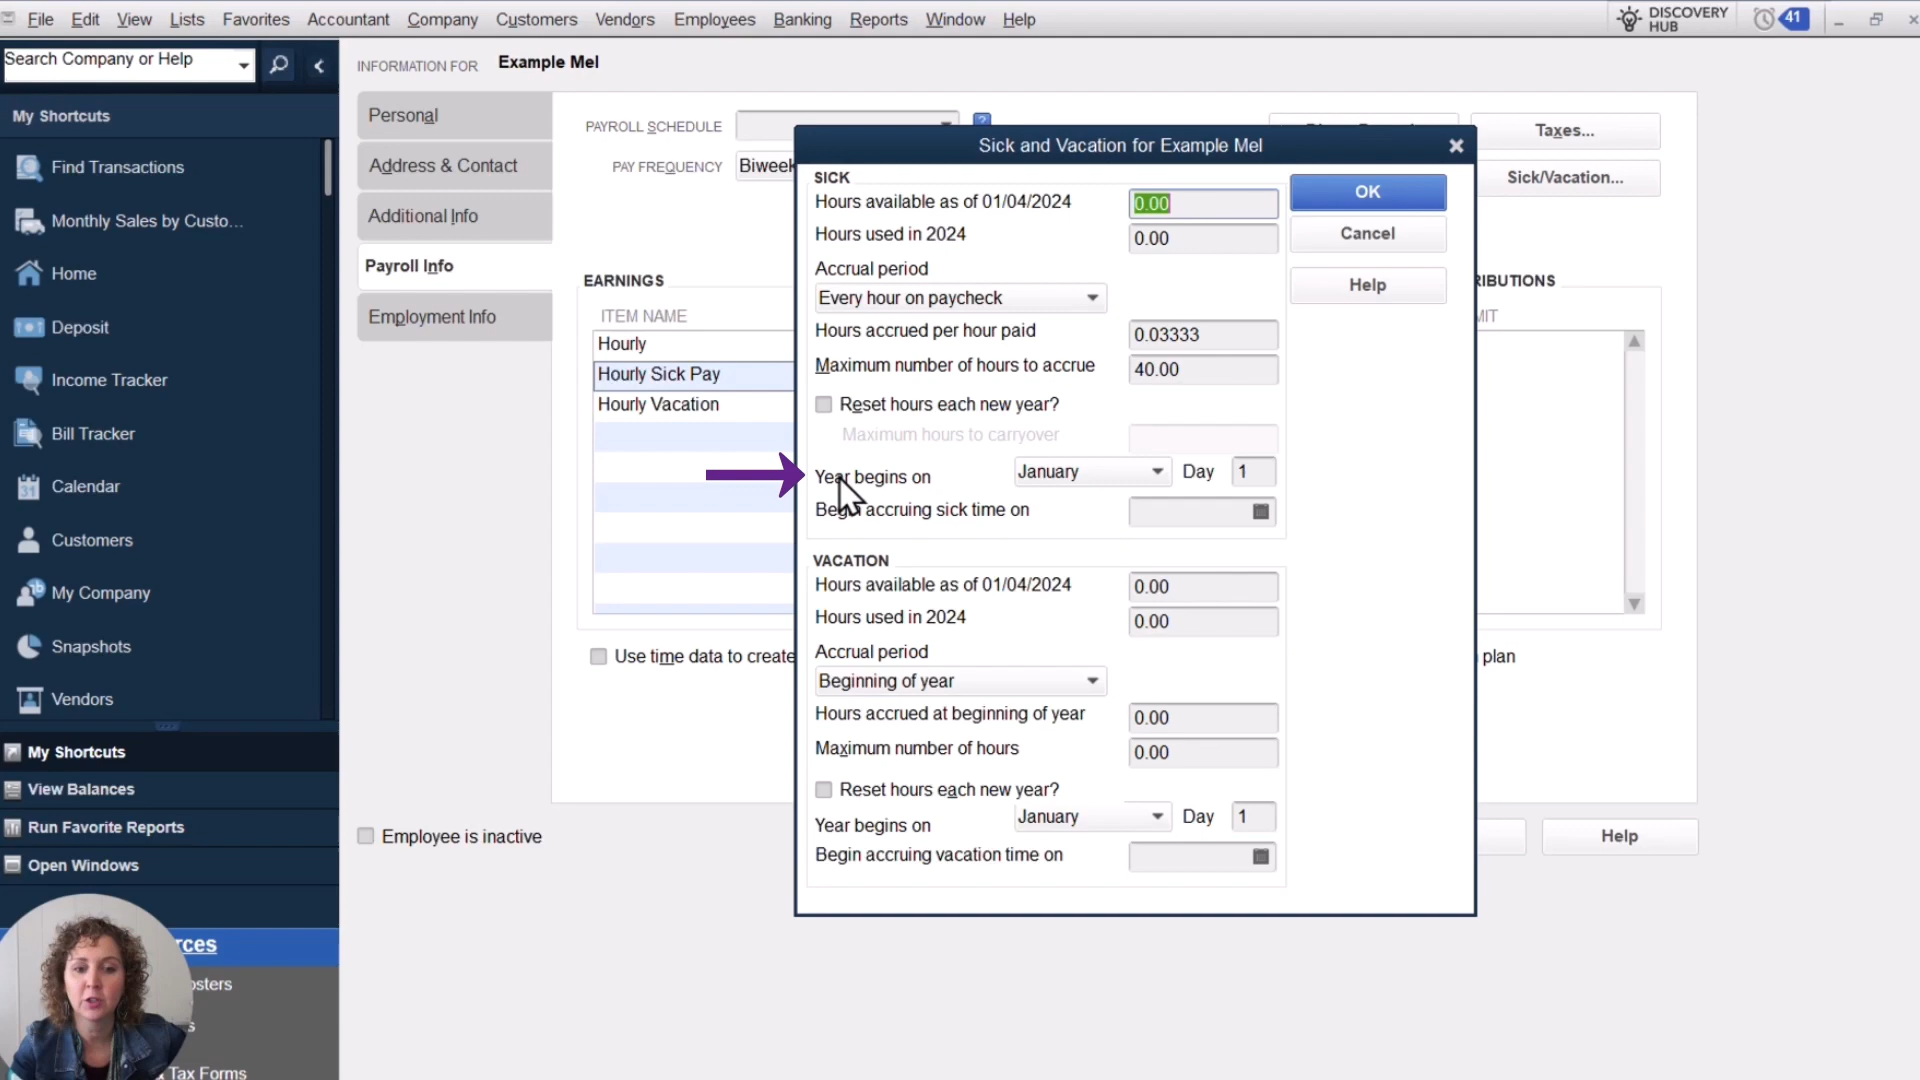 File Edit View Lists Favorites Accountant Company Customers Vendors Employees Banking Reports Window Help
DISCOVERY HUB
41
Search Company or Help
INFORMATION FOR Example Mel
My Shortcuts
Find Transactions
Monthly Sales by Custo...
Home
Deposit
Income Tracker
Bill Tracker
Calendar
Customers
My Company
Snapshots
Vendors
My Shortcuts
View Balances
Run Favorite Reports
Open Windows
rces
osters
s
& Tax Forms
Personal
Address & Contact
Additional Info
Payroll Info
Employment Info
PAYROLL SCHEDULE
?
PAY FREQUENCY Biweek
Taxes...
Sick/Vacation...
EARNINGS
ITEM NAME
Hourly
Hourly Sick Pay
Hourly Vacation
RIBUTIONS
MIT
Use time data to create
plan
Employee is inactive
Help
Sick and Vacation for Example Mel
SICK
Hours available as of 01/04/2024 0.00
Hours used in 2024 0.00
Accrual period
Every hour on paycheck
Hours accrued per hour paid 0.03333
Maximum number of hours to accrue 40.00
Reset hours each new year?
Maximum hours to carryover
Year begins on January Day 1
Begin accruing sick time on
OK
Cancel
Help
VACATION
Hours available as of 01/04/2024 0.00
Hours used in 2024 0.00
Accrual period
Beginning of year
Hours accrued at beginning of year 0.00
Maximum number of hours 0.00
Reset hours each new year?
Year begins on January Day 1
Begin accruing vacation time on